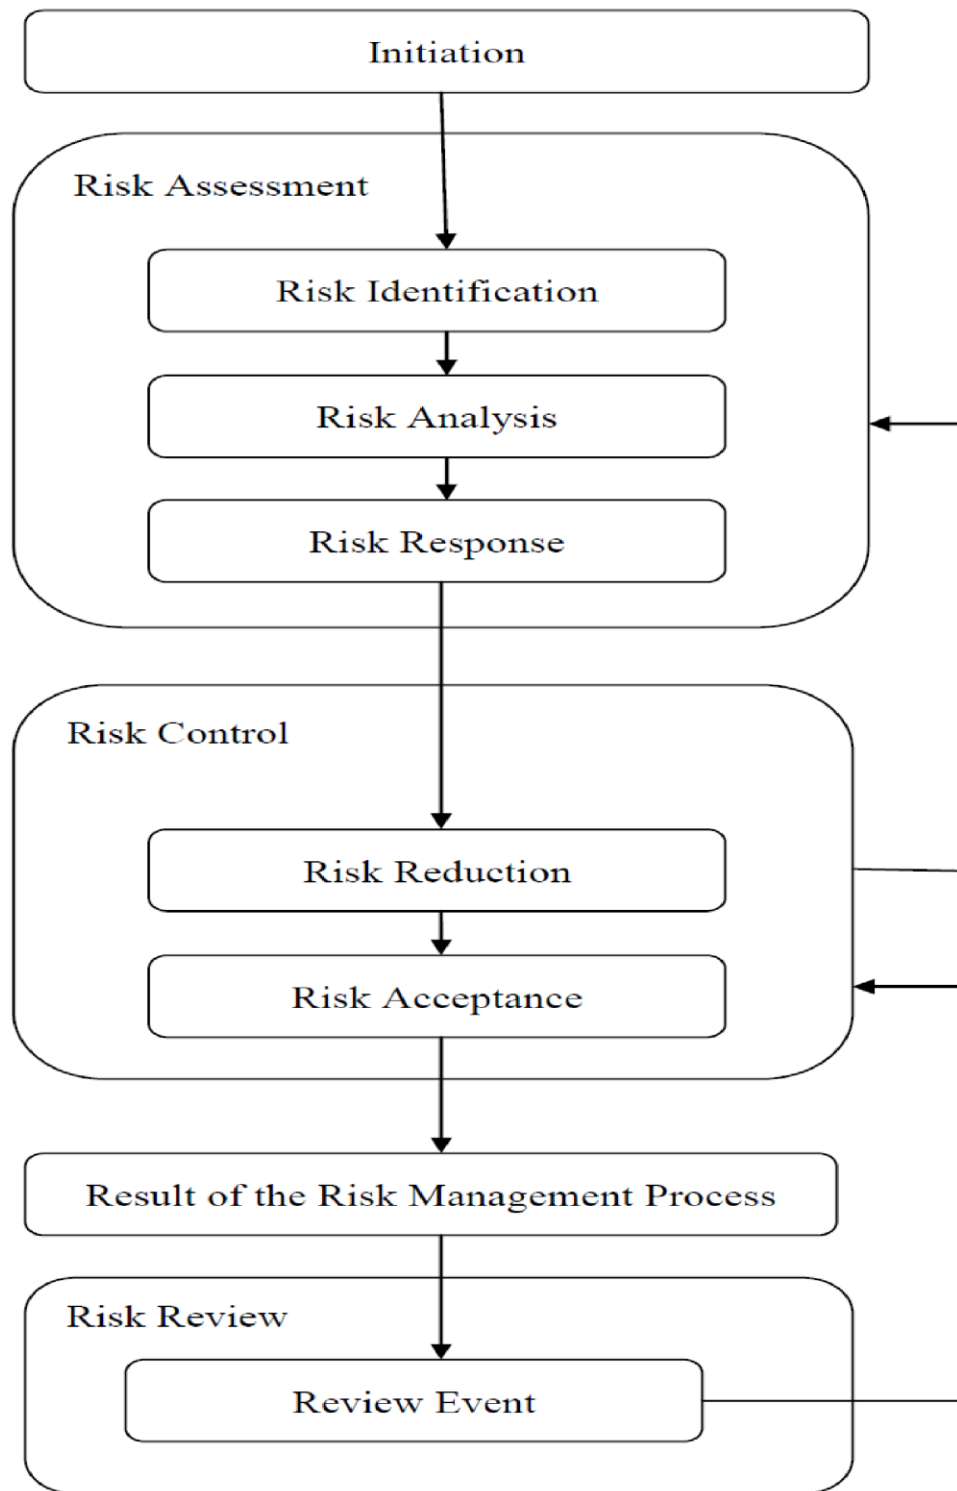 Initiation
Risk Assessment
Risk Identification
Risk Analysis
Risk Response
Risk Control
Risk Reduction
Risk Acceptance
Result of the Risk Management Process
Risk Review
Review Event